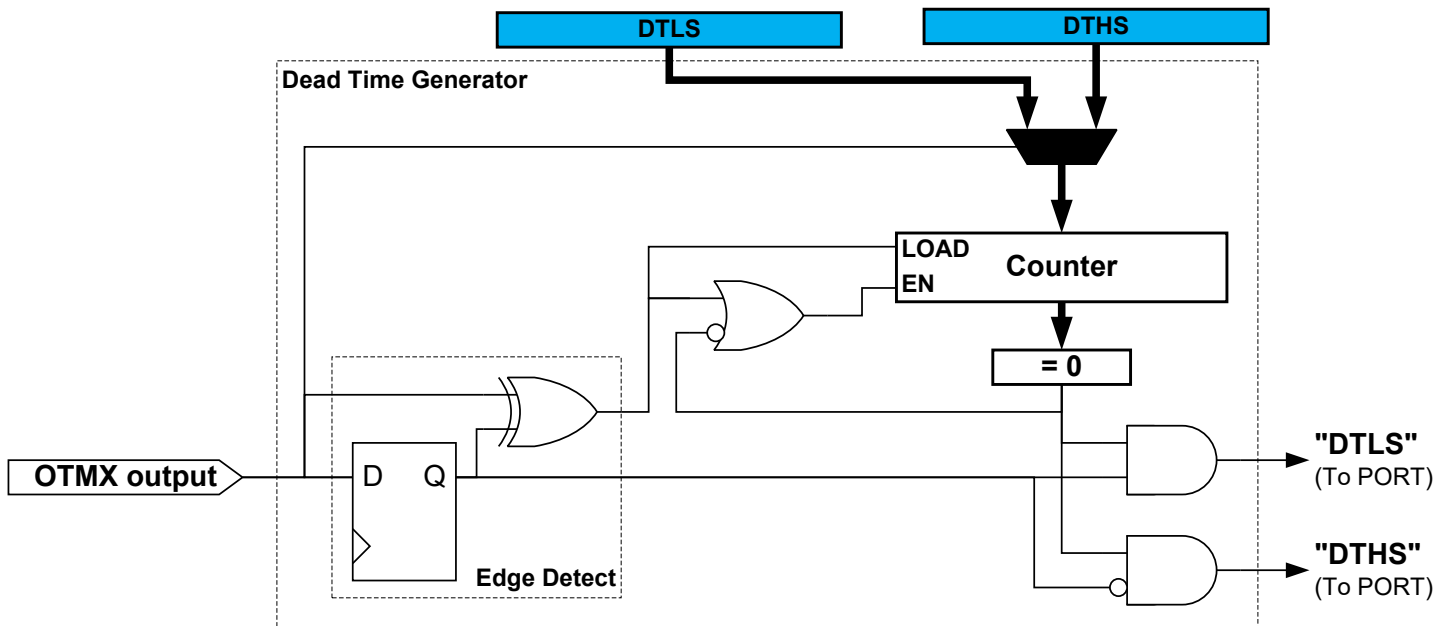 DTLS
DTHS
Dead Time Generator
LOAD
Counter
EN
= 0
OTMX output
D
Q
Edge Detect
"DTLS"
(To PORT)
"DTHS"
(To PORT)